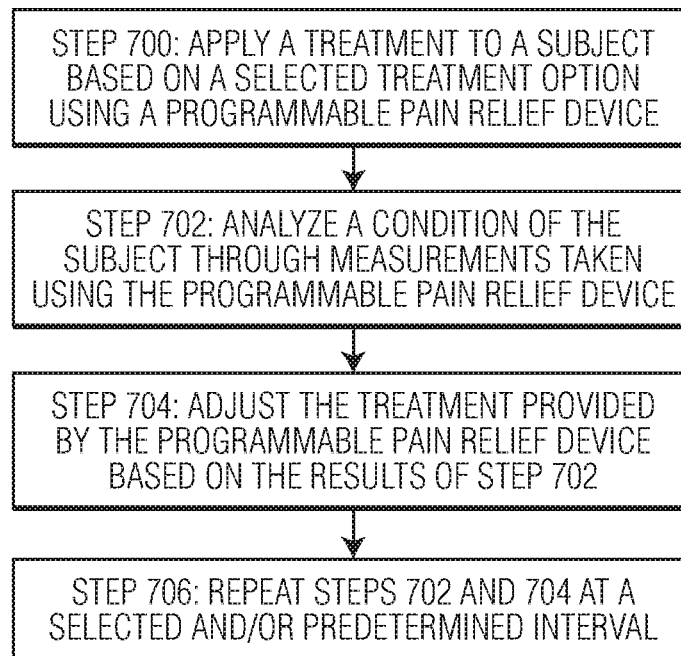 STEP 700: APPLY A TREATMENT TO A SUBJECT
BASED ON A SELECTED TREATMENT OPTION
USING A PROGRAMMABLE PAIN RELIEF DEVICE
STEP 702: ANALYZE A CONDITION OF THE
SUBJECT THROUGH MEASUREMENTS TAKEN
USING THE PROGRAMMABLE PAIN RELIEF DEVICE
STEP 704: ADJUST THE TREATMENT PROVIDED
BY THE PROGRAMMABLE PAIN RELIEF DEVICE
BASED ON THE RESULTS OF STEP 702
STEP 706: REPEAT STEPS 702 AND 704 AT A
SELECTED AND/OR PREDETERMINED INTERVAL